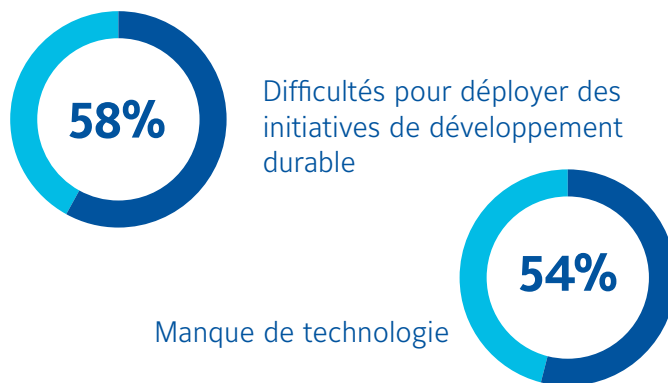 58%
Difficultés pour déployer des
initiatives de développement
durable
54%
Manque de technologie